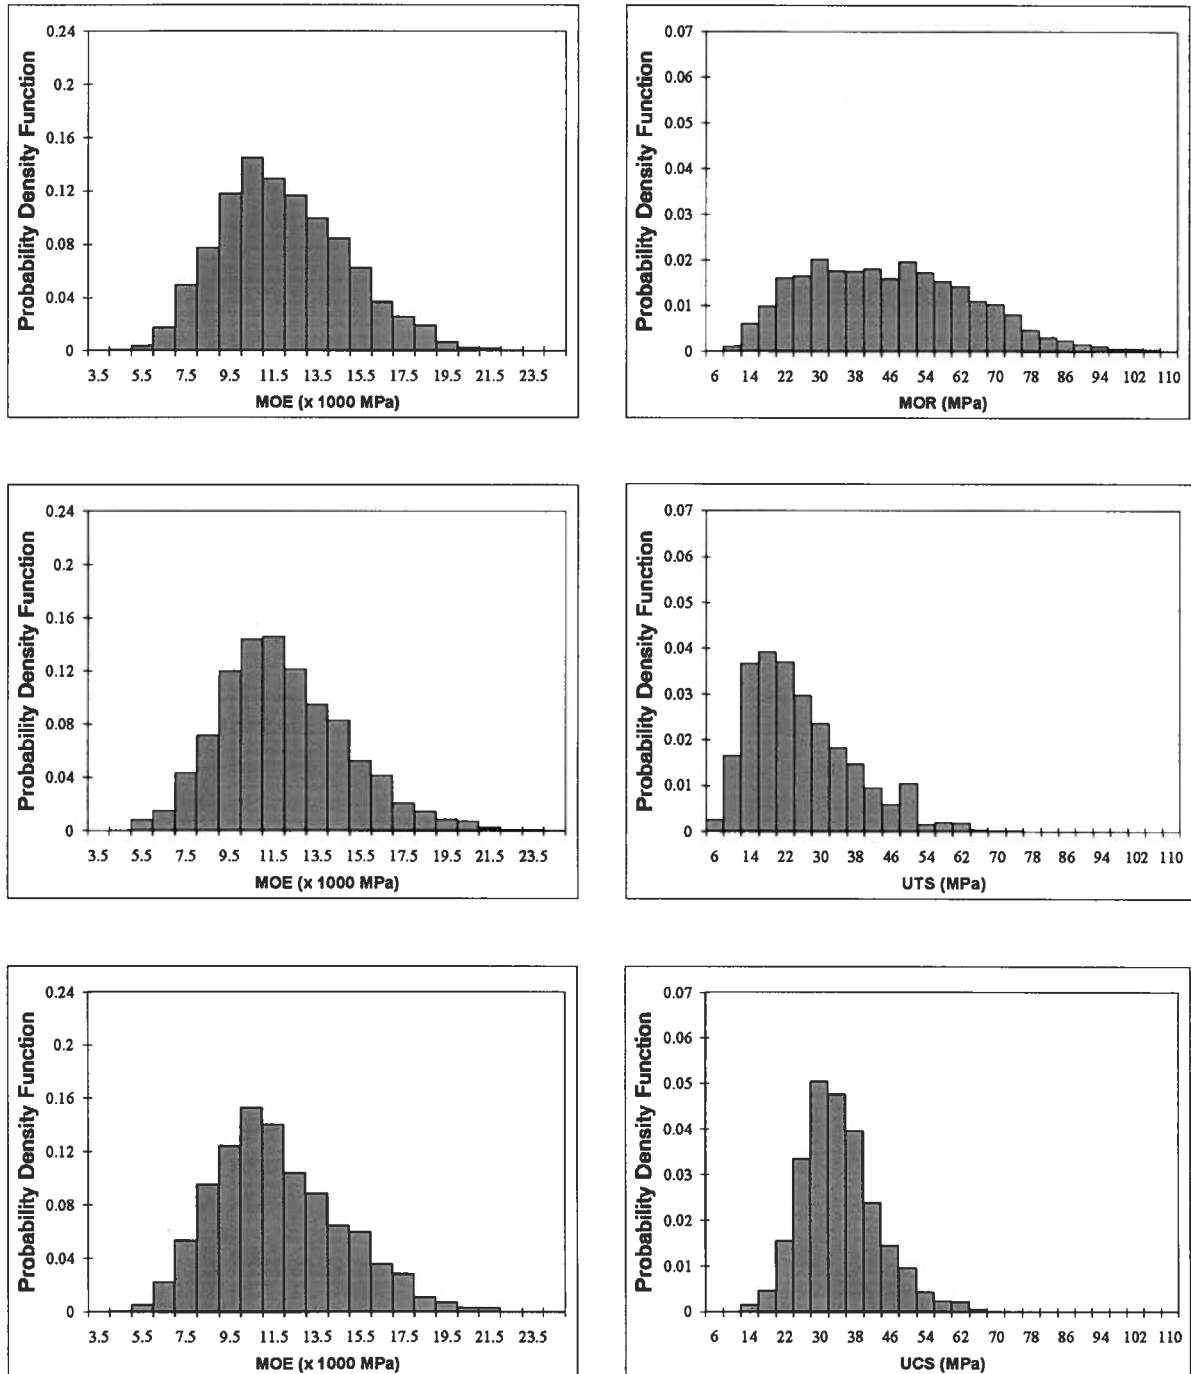 Probability Density Function
0.24
0.2
0.16
0.12
0.08
0.04
0
3.5 5.5 7.5 9.5 11.5 13.5 15.5 17.5 19.5 21.5 23.5
MOE (x 1000 MPa)
Probability Density Function
0.07
0.06
0.05
0.04
0.03
0.02
0.01
0
6 14 22 30 38 46 54 62 70 78 86 94 102 110
MOR (MPa)
Probability Density Function
0.24
0.2
0.16
0.12
0.08
0.04
0
3.5 5.5 7.5 9.5 11.5 13.5 15.5 17.5 19.5 21.5 23.5
MOE (x 1000 MPa)
Probability Density Function
0.07
0.06
0.05
0.04
0.03
0.02
0.01
0
6 14 22 30 38 46 54 62 70 78 86 94 102 110
UTS (MPa)
Probability Density Function
0.24
0.2
0.16
0.12
0.08
0.04
0
3.5 5.5 7.5 9.5 11.5 13.5 15.5 17.5 19.5 21.5 23.5
MOE (x 1000 MPa)
Probability Density Function
0.07
0.06
0.05
0.04
0.03
0.02
0.01
0
6 14 22 30 38 46 54 62 70 78 86 94 102 110
UCS (MPa)